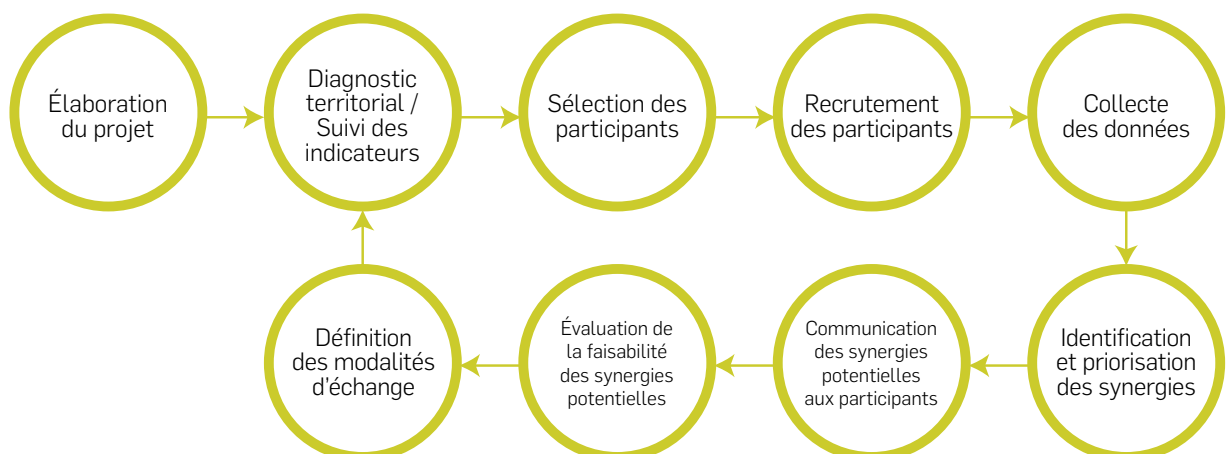 Élaboration
du projet
Diagnostic
territorial /
Suivi des
indicateurs
Sélection des
participants
Recrutement
des participants
Collecte
des données
Identification
et priorisation
des synergies
Communication
des synergies
potentielles
aux participants
Évaluation de
la faisabilité
des synergies
potentielles
Définition
des modalités
d'échange